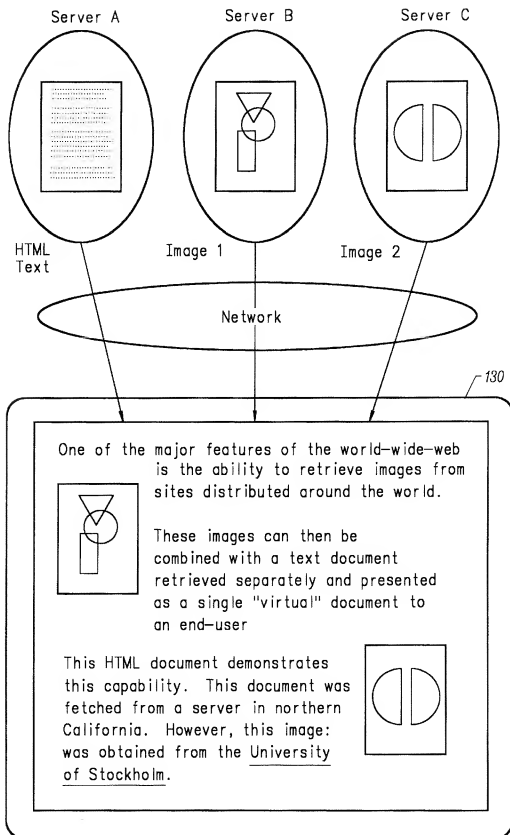 Server A
Server B
Server C
HTML
Text
Image 1
Image 2
Network
130
One of the major features of the world-wide-web
is the ability to retrieve images from
sites distributed around the world.
These images can then be
combined with a text document
retrieved separately and presented
as a single "virtual" document to
an end-user
This HTML document demonstrates
this capability. This document was
fetched from a server in northern
California. However, this image:
was obtained from the University
of Stockholm.